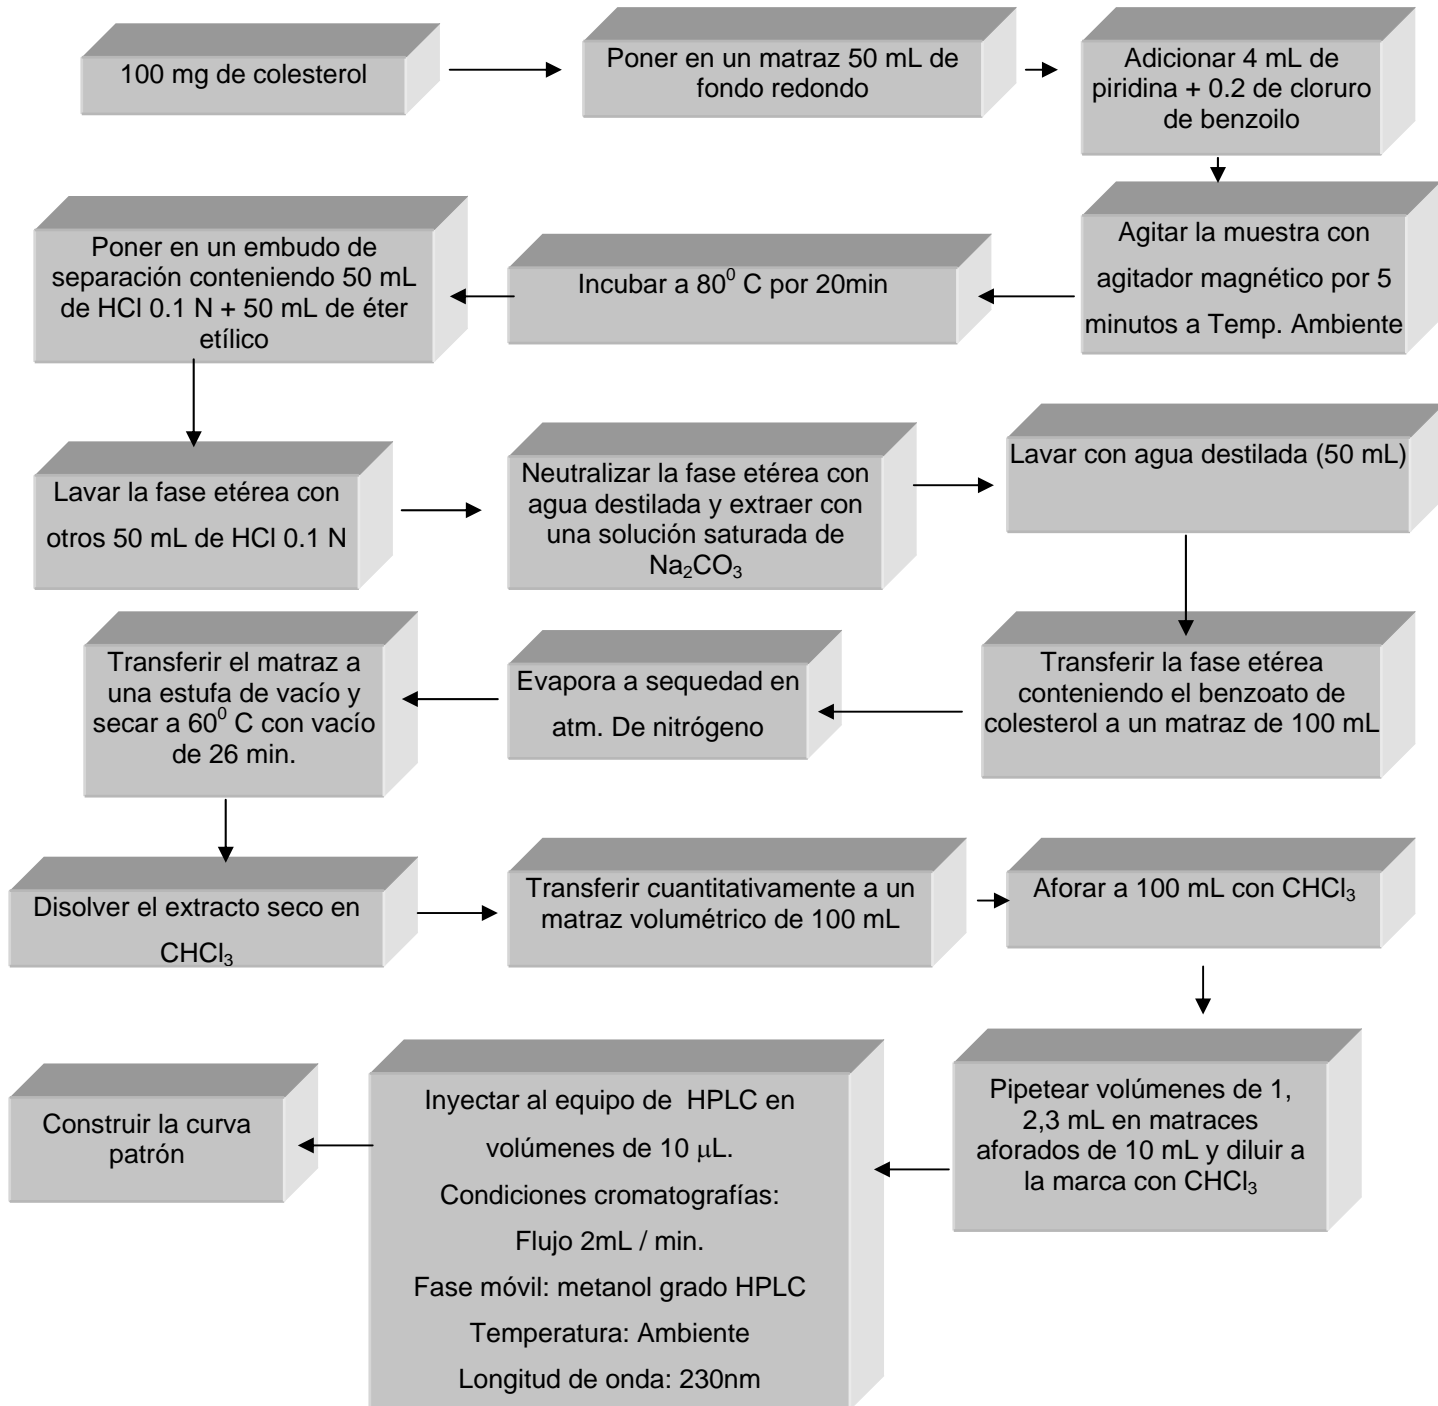 100 mg de colesterol
Poner en un matraz 50 mL de
fondo redondo
Adicionar 4 mL de
piridina + 0.2 de cloruro
de benzoilo
Agitar la muestra con
agitador magnético por 5
minutos a Temp. Ambiente
Incubar a 80⁰ C por 20min
Poner en un embudo de
separación conteniendo 50 mL
de HCl 0.1 N + 50 mL de éter
etílico
Lavar la fase etérea con
otros 50 mL de HCl 0.1 N
Neutralizar la fase etérea con
agua destilada y extraer con
una solución saturada de
Na₂CO₃
Lavar con agua destilada (50 mL)
Transferir la fase etérea
conteniendo el benzoato de
colesterol a un matraz de 100 mL
Evapora a sequedad en
atm. De nitrógeno
Transferir el matraz a
una estufa de vacío y
secar a 60⁰ C con vacío
de 26 min.
Disolver el extracto seco en
CHCl₃
Transferir cuantitativamente a un
matraz volumétrico de 100 mL
Aforar a 100 mL con CHCl₃
Pipetear volúmenes de 1,
2,3 mL en matraces
aforados de 10 mL y diluir a
la marca con CHCl₃
Inyectar al equipo de HPLC en
volúmenes de 10 μL.
Condiciones cromatografías:
Flujo 2mL / min.
Fase móvil: metanol grado HPLC
Temperatura: Ambiente
Longitud de onda: 230nm
Construir la curva
patrón